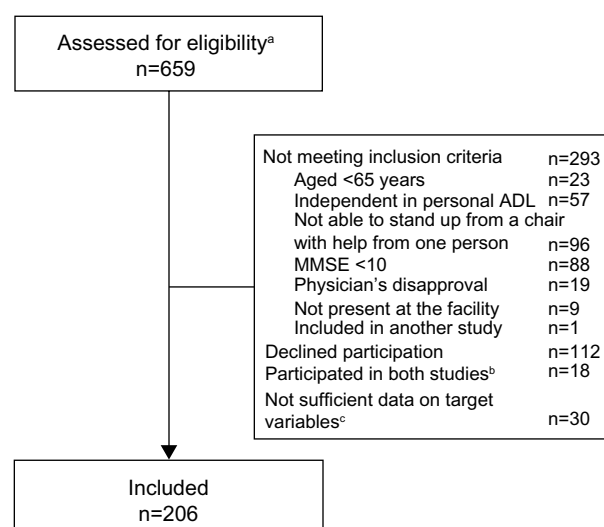 Assessed for eligibilityᵃ
n=659
Not meeting inclusion criteria n=293
Aged <65 years n=23
Independent in personal ADL n=57
Not able to stand up from a chair
with help from one person n=96
MMSE <10 n=88
Physician’s disapproval n=19
Not present at the facility n=9
Included in another study n=1
Declined participation n=112
Participated in both studiesᵇ n=18
Not sufficient data on target
variablesᶜ n=30
Included
n=206